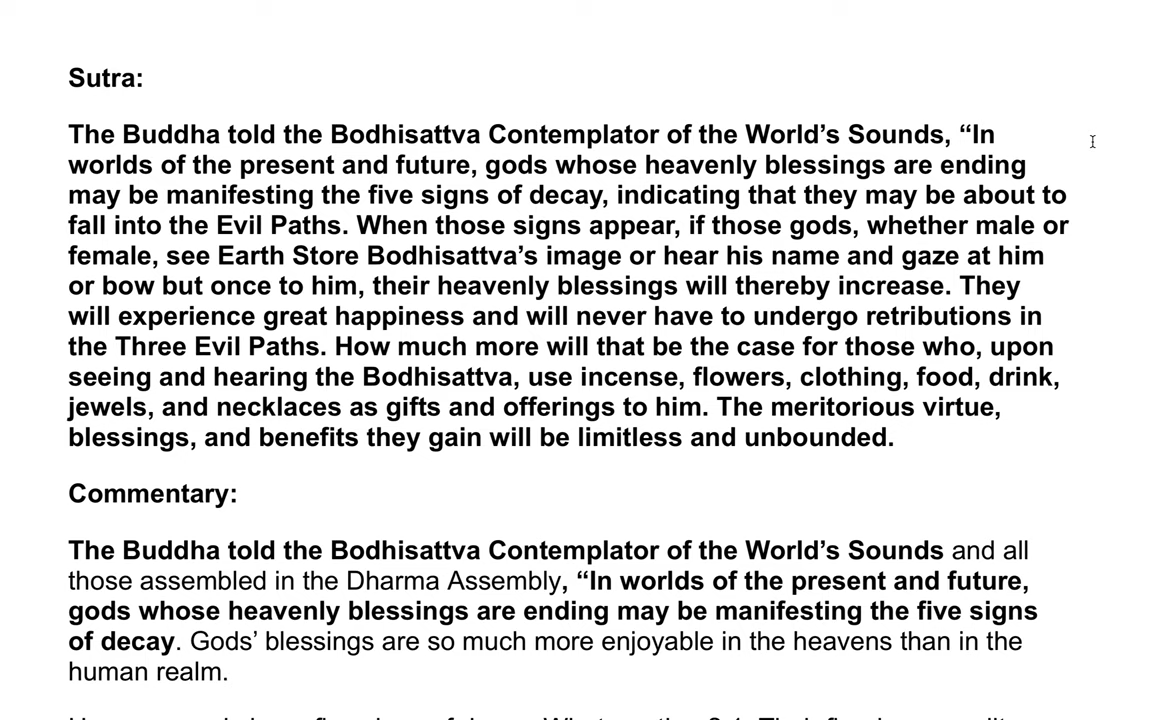 Sutra:
The Buddha told the Bodhisattva Contemplator of the World’s Sounds, “In
worlds of the present and future, gods whose heavenly blessings are ending
may be manifesting the five signs of decay, indicating that they may be about to
fall into the Evil Paths. When those signs appear, if those gods, whether male or
female, see Earth Store Bodhisattva’s image or hear his name and gaze at him
or bow but once to him, their heavenly blessings will thereby increase. They
will experience great happiness and will never have to undergo retributions in
the Three Evil Paths. How much more will that be the case for those who, upon
seeing and hearing the Bodhisattva, use incense, flowers, clothing, food, drink,
jewels, and necklaces as gifts and offerings to him. The meritorious virtue,
blessings, and benefits they gain will be limitless and unbounded.
Commentary:
The Buddha told the Bodhisattva Contemplator of the World’s Sounds and all
those assembled in the Dharma Assembly, “In worlds of the present and future,
gods whose heavenly blessings are ending may be manifesting the five signs
of decay. Gods’ blessings are so much more enjoyable in the heavens than in the
human realm.